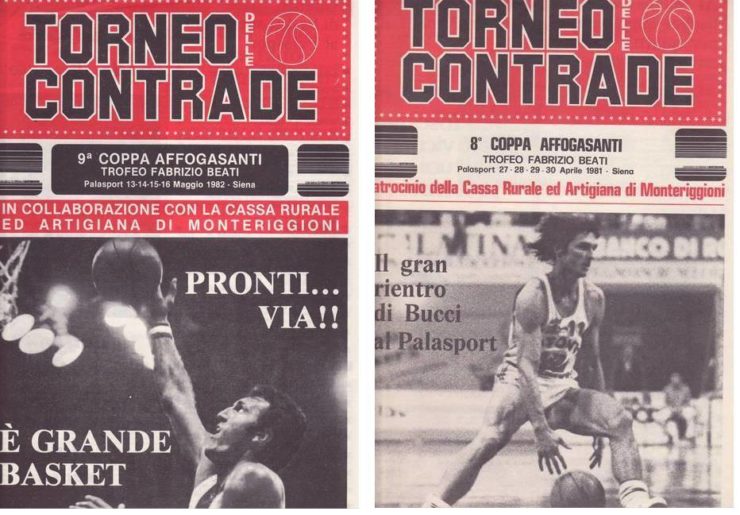 TORNEO
DELLE
CONTRADE
9ª COPPA AFFOGASANTI
TROFEO FABRIZIO BEATI
Palasport 13-14-15-16 Maggio 1982 - Siena
IN COLLABORAZIONE CON LA CASSA RURALE
ED ARTIGIANA DI MONTERIGGIONI
PRONTI...
VIA!!
È GRANDE
BASKET
TORNEO
DELLE
CONTRADE
8° COPPA AFFOGASANTI
TROFEO FABRIZIO BEATI
Palasport 27 - 28 - 29 - 30 Aprile 1981 - Siena
atrocinio della Cassa Rurale ed Artigiana di Monteriggioni
Il gran
rientro
di Bucci
al Palasport